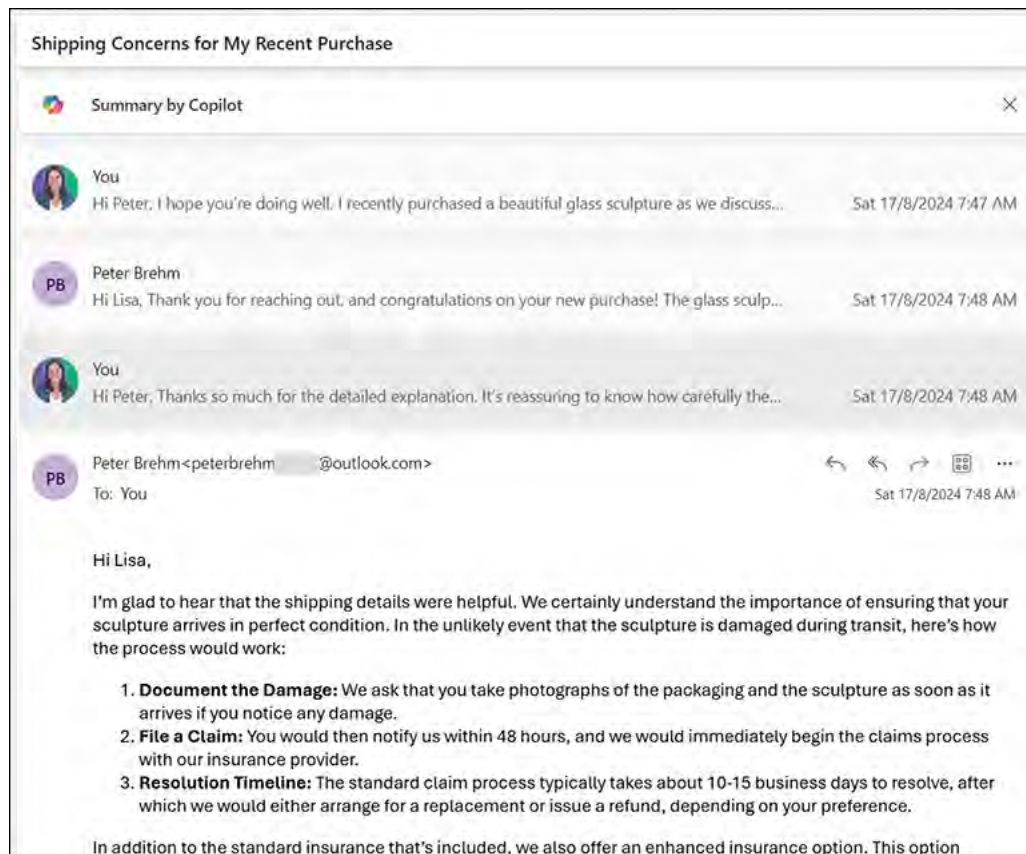 Shipping Concerns for My Recent Purchase
Summary by Copilot
You
Hi Peter, I hope you're doing well. I recently purchased a beautiful glass sculpture as we discuss... Sat 17/8/2024 7:47 AM
PB
Peter Brehm
Hi Lisa, Thank you for reaching out, and congratulations on your new purchase! The glass sculp... Sat 17/8/2024 7:48 AM
You
Hi Peter, Thanks so much for the detailed explanation. It's reassuring to know how carefully the... Sat 17/8/2024 7:48 AM
PB
Peter Brehm<peterbrehm @outlook.com>
To: You
Sat 17/8/2024 7:48 AM
Hi Lisa,
I'm glad to hear that the shipping details were helpful. We certainly understand the importance of ensuring that your
sculpture arrives in perfect condition. In the unlikely event that the sculpture is damaged during transit, here's how
the process would work:
1. Document the Damage: We ask that you take photographs of the packaging and the sculpture as soon as it
arrives if you notice any damage.
2. File a Claim: You would then notify us within 48 hours, and we would immediately begin the claims process
with our insurance provider.
3. Resolution Timeline: The standard claim process typically takes about 10-15 business days to resolve, after
which we would either arrange for a replacement or issue a refund, depending on your preference.
In addition to the standard insurance that's included, we also offer an enhanced insurance option. This option